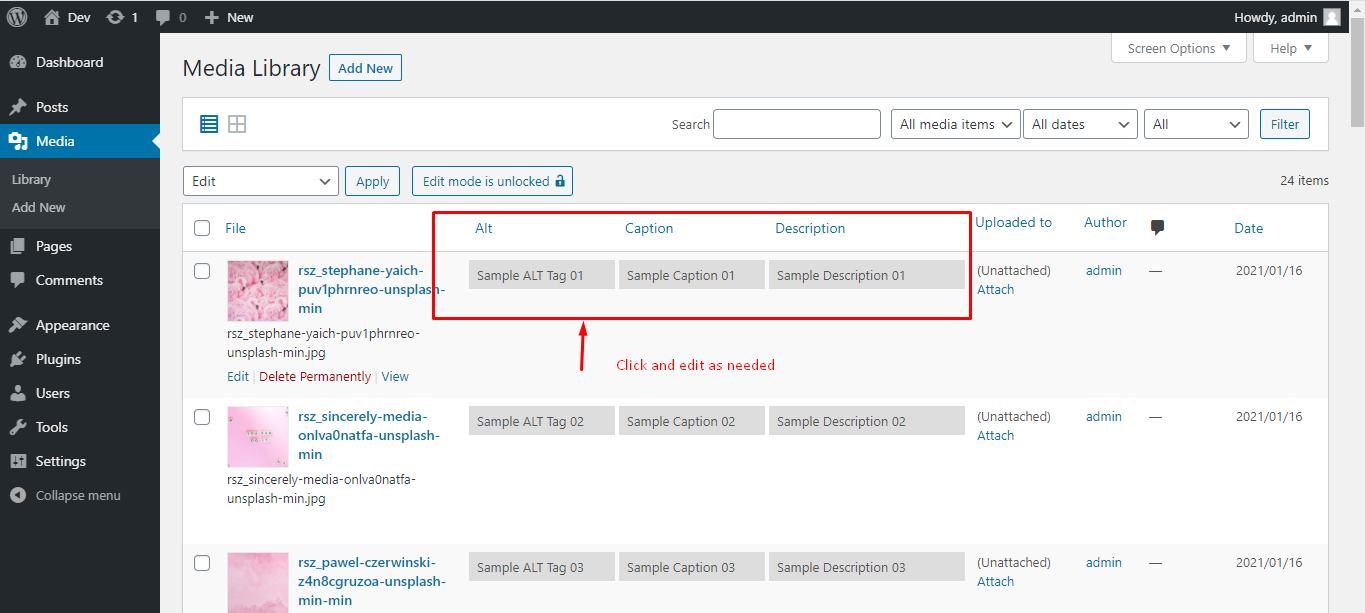 Dev 1 0 New Howdy, admin
Dashboard
Posts
Media
Library
Add New
Pages
Comments
Appearance
Plugins
Users
Tools
Settings
Collapse menu
Screen Options Help
Media Library Add New
Search All media items All dates All Filter
Edit Apply Edit mode is unlocked 24 items
File Alt Caption Description Uploaded to Author Date
rsz_stephane-yaich-
puv1phrnreo-unsplash-
min
rsz_stephane-yaich-puv1phrnreo-
unsplash-min.jpg
Edit | Delete Permanently | View
Sample ALT Tag 01 Sample Caption 01 Sample Description 01
(Unattached)
Attach
admin — 2021/01/16
Click and edit as needed
rsz_sincerely-media-
onlva0natfa-unsplash-
min
rsz_sincerely-media-onlva0natfa-
unsplash-min.jpg
Sample ALT Tag 02 Sample Caption 02 Sample Description 02
(Unattached)
Attach
admin — 2021/01/16
rsz_pawel-czerwinski-
z4n8cgruzoa-unsplash-
min-min
Sample ALT Tag 03 Sample Caption 03 Sample Description 03
(Unattached)
Attach
admin — 2021/01/16